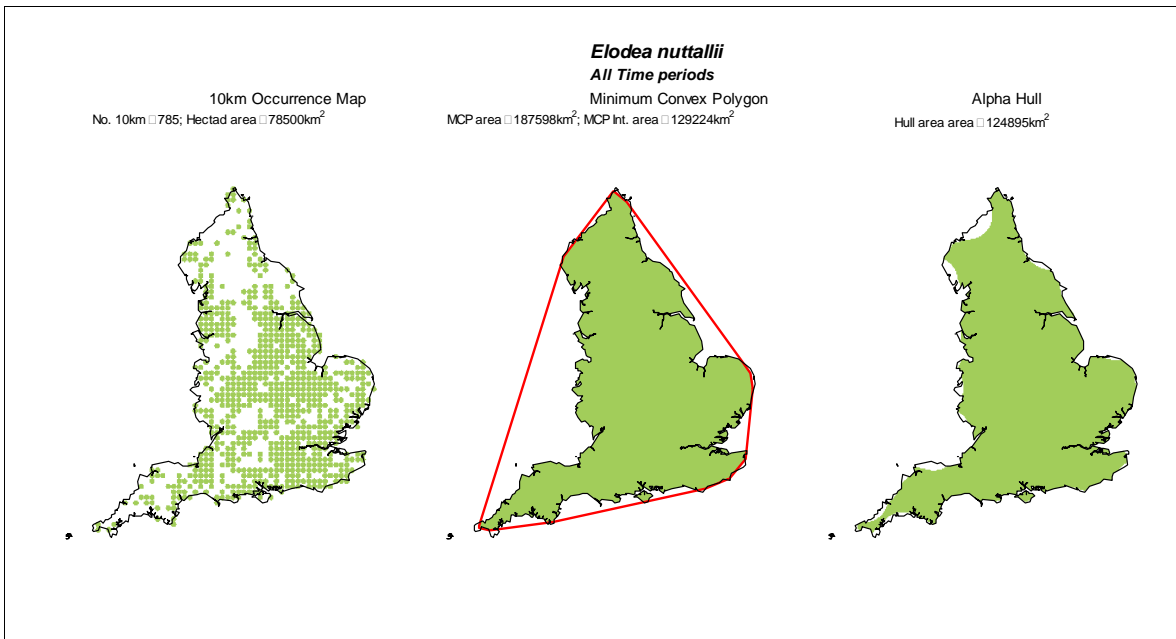 Elodea nuttallii
All Time periods
10km Occurrence Map
No. 10km □785; Hectad area □78500km²
Minimum Convex Polygon
MCP area □187598km²; MCP Int. area □129224km²
Alpha Hull
Hull area area □124895km²